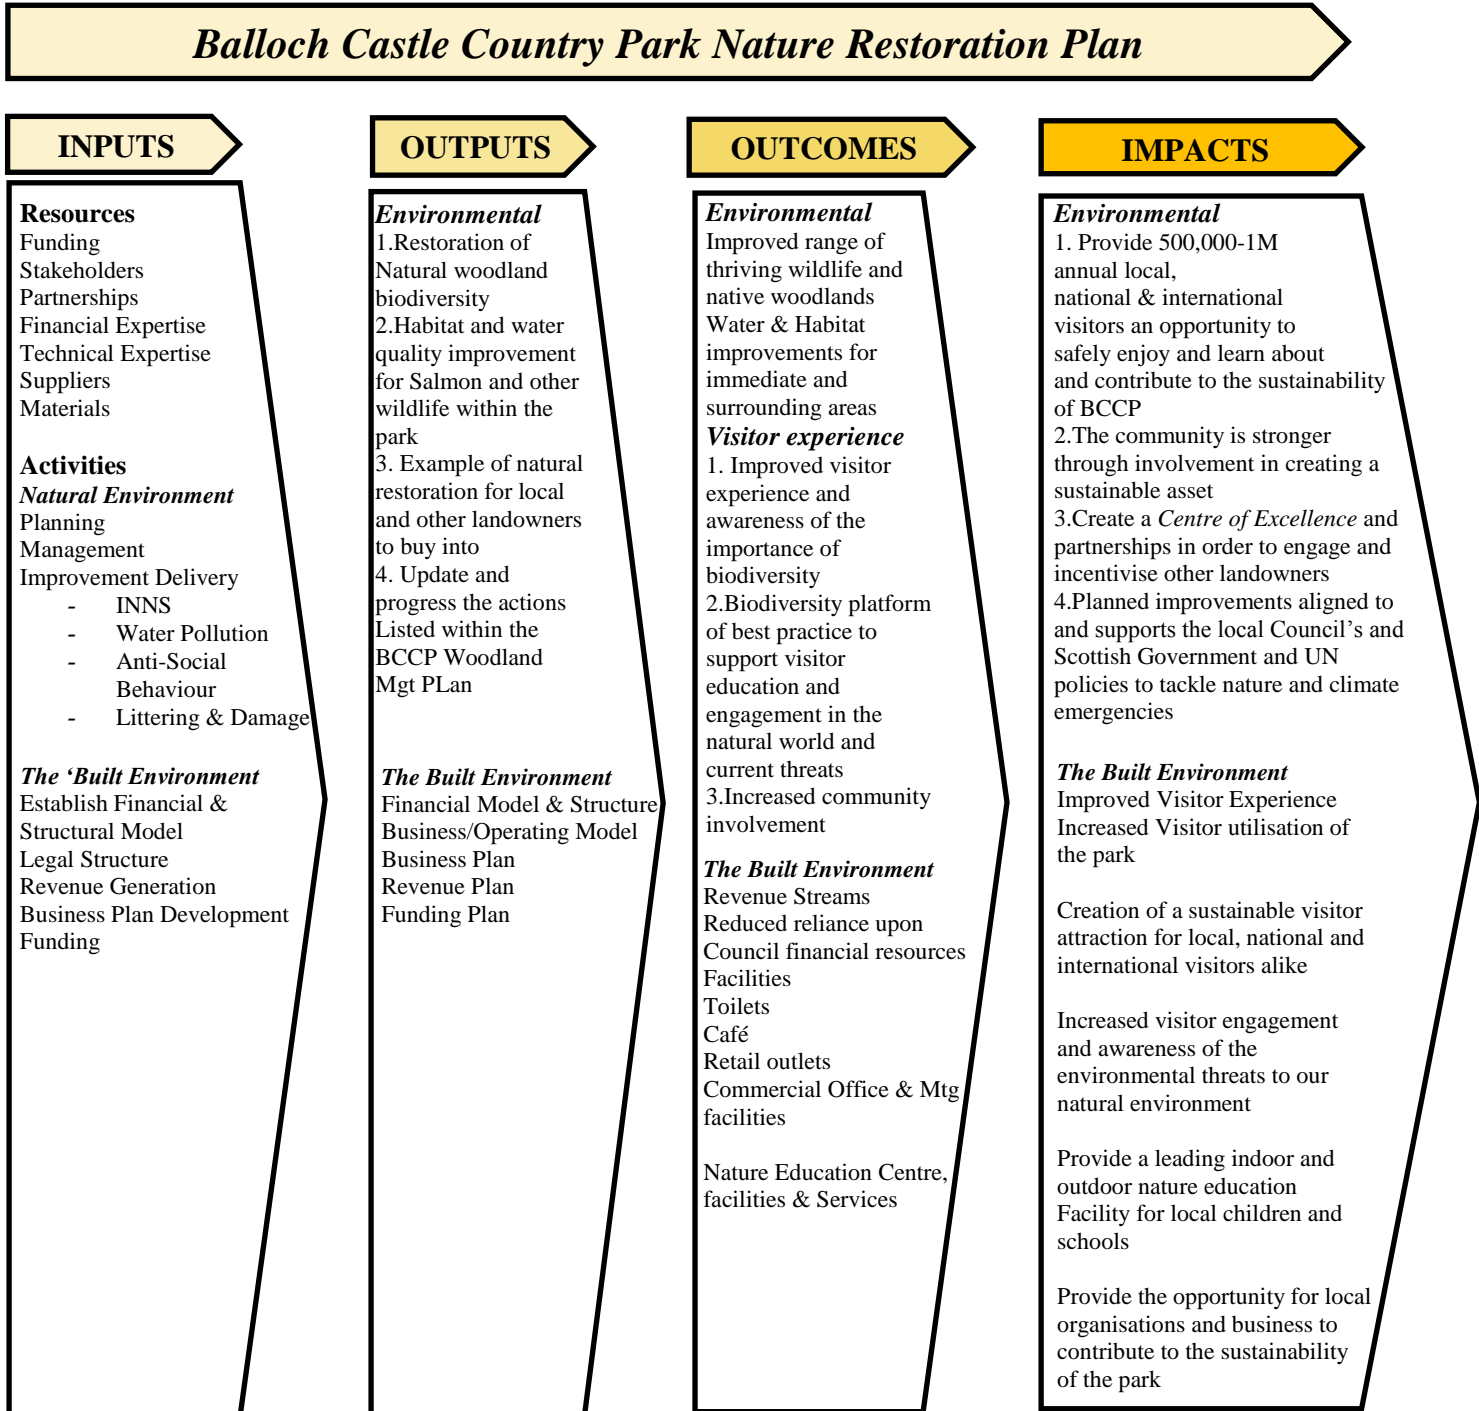 Balloch Castle Country Park Nature Restoration Plan
INPUTS
Resources
Funding
Stakeholders
Partnerships
Financial Expertise
Technical Expertise
Suppliers
Materials
Activities
Natural Environment
Planning
Management
Improvement Delivery
- INNS
- Water Pollution
- Anti-Social
Behaviour
- Littering & Damage
The ‘Built Environment
Establish Financial &
Structural Model
Legal Structure
Revenue Generation
Business Plan Development
Funding
OUTPUTS
Environmental
1.Restoration of
Natural woodland
biodiversity
2.Habitat and water
quality improvement
for Salmon and other
wildlife within the
park
3. Example of natural
restoration for local
and other landowners
to buy into
4. Update and
progress the actions
Listed within the
BCCP Woodland
Mgt PLan
The Built Environment
Financial Model & Structure
Business/Operating Model
Business Plan
Revenue Plan
Funding Plan
OUTCOMES
Environmental
Improved range of
thriving wildlife and
native woodlands
Water & Habitat
improvements for
immediate and
surrounding areas
Visitor experience
1. Improved visitor
experience and
awareness of the
importance of
biodiversity
2.Biodiversity platform
of best practice to
support visitor
education and
engagement in the
natural world and
current threats
3.Increased community
involvement
The Built Environment
Revenue Streams
Reduced reliance upon
Council financial resources
Facilities
Toilets
Café
Retail outlets
Commercial Office & Mtg
facilities
Nature Education Centre,
facilities & Services
IMPACTS
Environmental
1. Provide 500,000-1M
annual local,
national & international
visitors an opportunity to
safely enjoy and learn about
and contribute to the sustainability
of BCCP
2.The community is stronger
through involvement in creating a
sustainable asset
3.Create a Centre of Excellence and
partnerships in order to engage and
incentivise other landowners
4.Planned improvements aligned to
and supports the local Council’s and
Scottish Government and UN
policies to tackle nature and climate
emergencies
The Built Environment
Improved Visitor Experience
Increased Visitor utilisation of
the park
Creation of a sustainable visitor
attraction for local, national and
international visitors alike
Increased visitor engagement
and awareness of the
environmental threats to our
natural environment
Provide a leading indoor and
outdoor nature education
Facility for local children and
schools
Provide the opportunity for local
organisations and business to
contribute to the sustainability
of the park